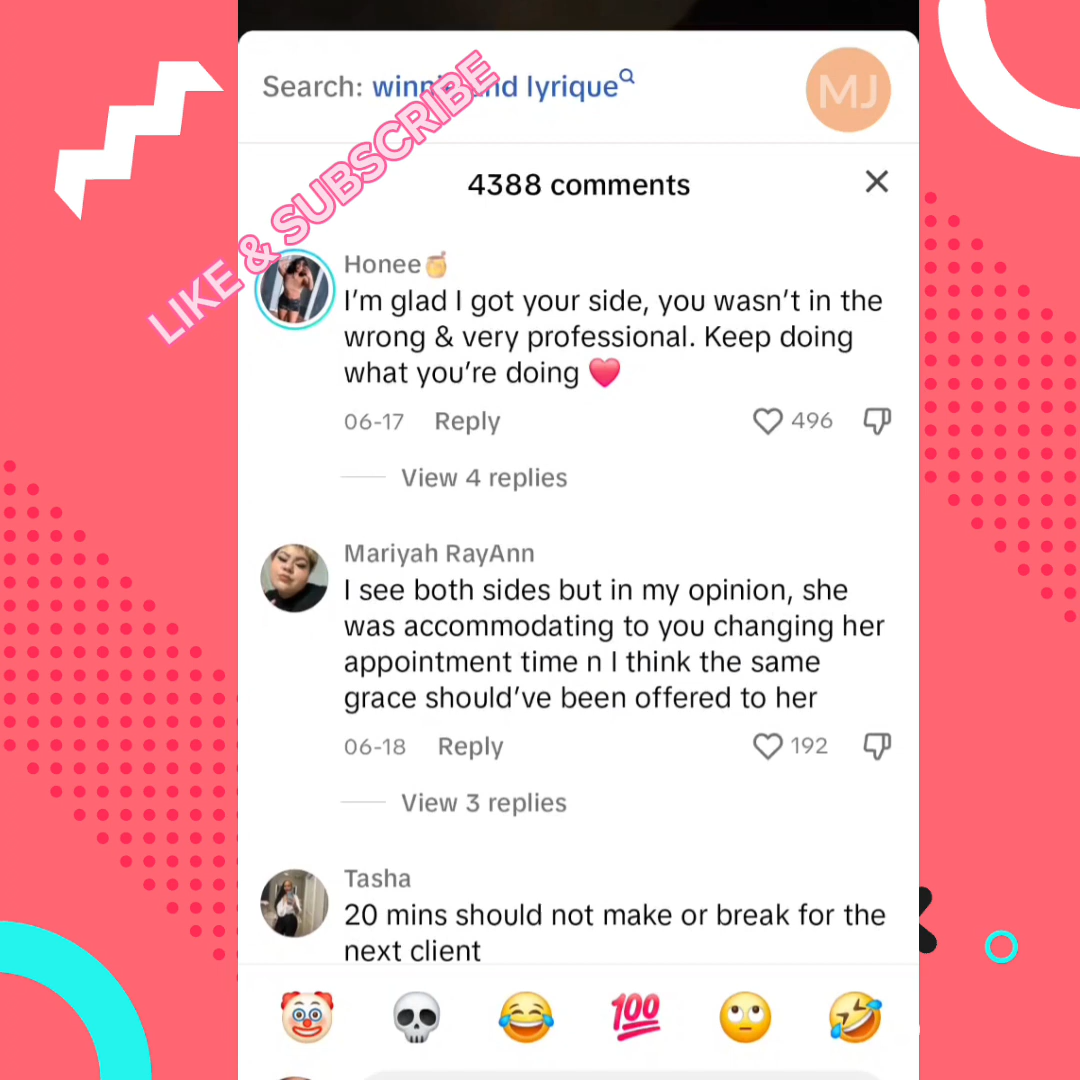 Search: winnie and lyrique
MJ
LIKE & SUBSCRIBE
4388 comments
Honee
I’m glad I got your side, you wasn’t in the
wrong & very professional. Keep doing
what you’re doing
06-17 Reply 496
View 4 replies
Mariyah RayAnn
I see both sides but in my opinion, she
was accommodating to you changing her
appointment time n I think the same
grace should’ve been offered to her
06-18 Reply 192
View 3 replies
Tasha
20 mins should not make or break for the
next client
100